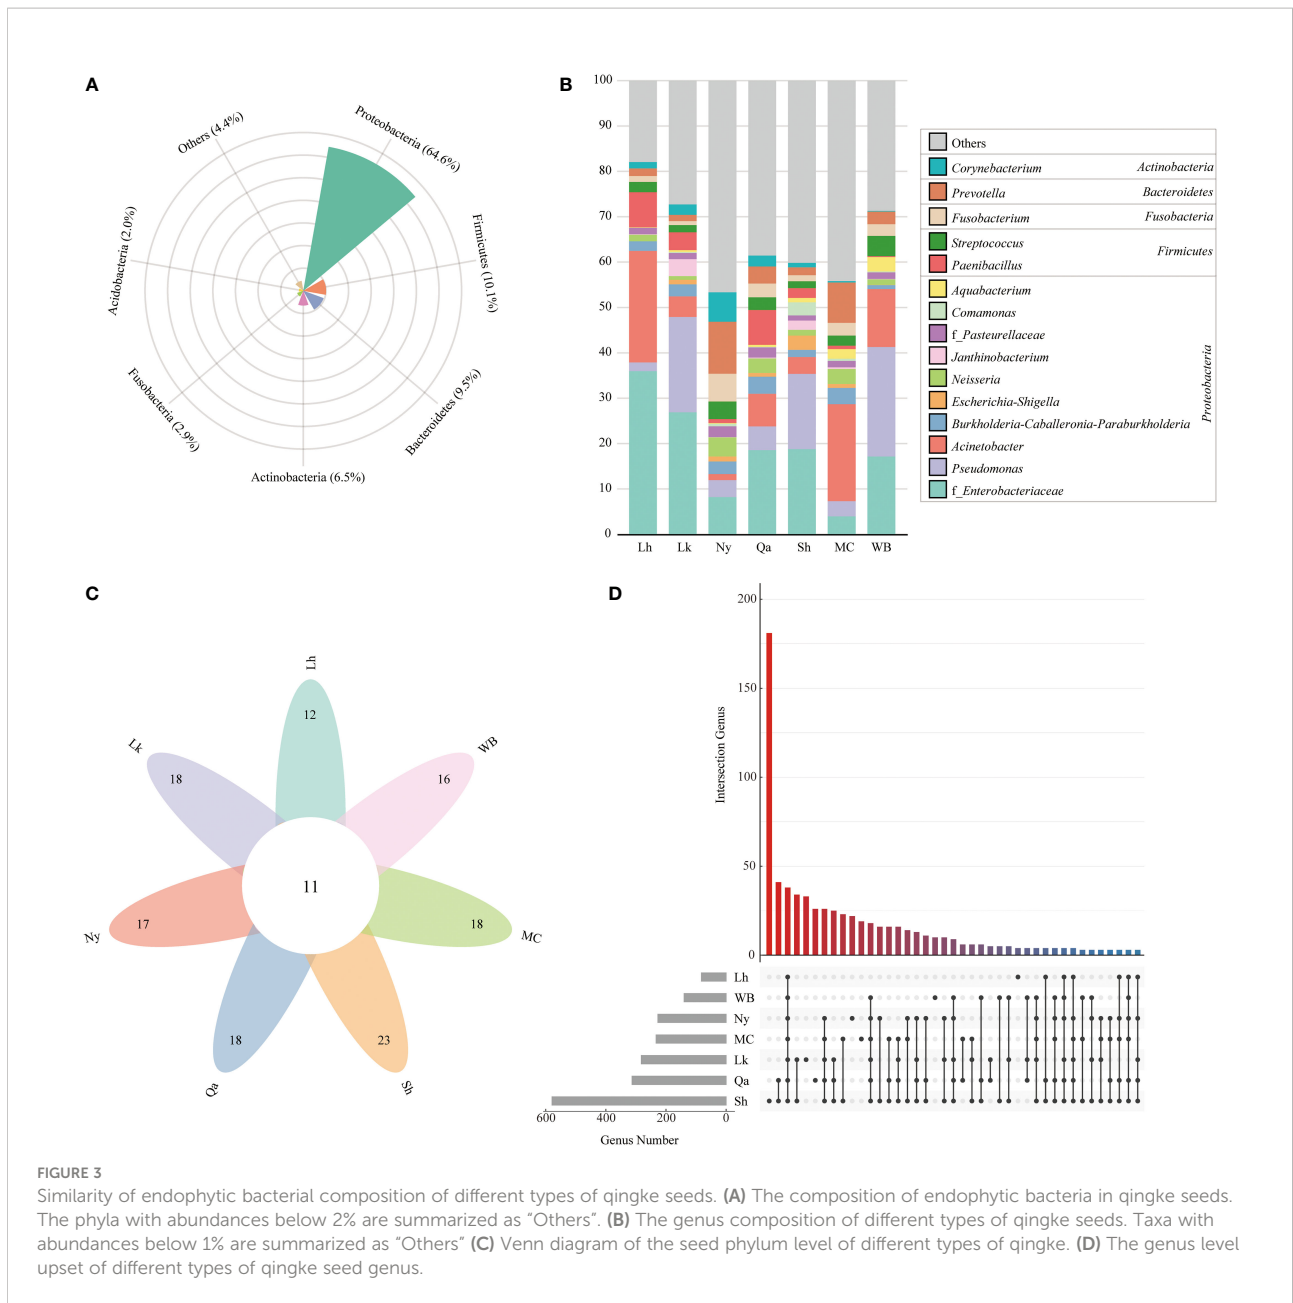 A
Others (4.4%)
Proteobacteria (64.6%)
Acidobacteria (2.0%)
Firmicutes (10.1%)
Fusobacteria (2.9%)
Bacteroidetes (9.5%)
Actinobacteria (6.5%)
B
100
90
80
70
60
50
40
30
20
10
0
Lh Lk Ny Qa Sh MC WB
Others
Corynebacterium Actinobacteria
Prevotella Bacteroidetes
Fusobacterium Fusobacteria
Streptococcus
Firmicutes
Paenibacillus
Aquabacterium
Comamonas
f_Pasteurellaceae
Janthinobacterium
Neisseria
Escherichia-Shigella
Burkholderia-Caballeronia-Paraburkholderia
Acinetobacter
Pseudomonas
f_Enterobacteriaceae
Proteobacteria
C
Lh
12
Lk
18
WB
16
11
Ny
17
MC
18
Qa
18
Sh
23
D
200
150
100
50
0
Intersection Genus
Lh
WB
Ny
MC
Lk
Qa
Sh
600 400 200 0
Genus Number
FIGURE 3
Similarity of endophytic bacterial composition of different types of qingke seeds. (A) The composition of endophytic bacteria in qingke seeds.
The phyla with abundances below 2% are summarized as “Others”. (B) The genus composition of different types of qingke seeds. Taxa with
abundances below 1% are summarized as “Others” (C) Venn diagram of the seed phylum level of different types of qingke. (D) The genus level
upset of different types of qingke seed genus.